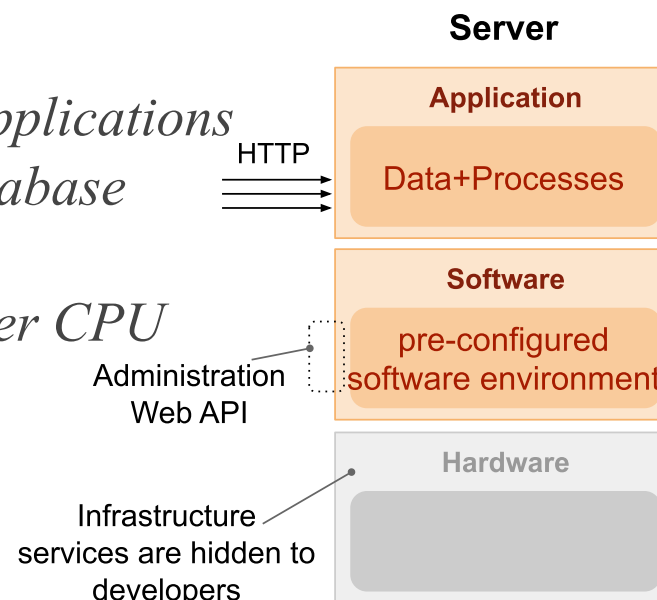 Server
Application
pplications
HTTP
Data+Processes
abase
Software
er CPU
pre-configured
software environment
Administration
Web API
Hardware
Infrastructure
services are hidden to
developers